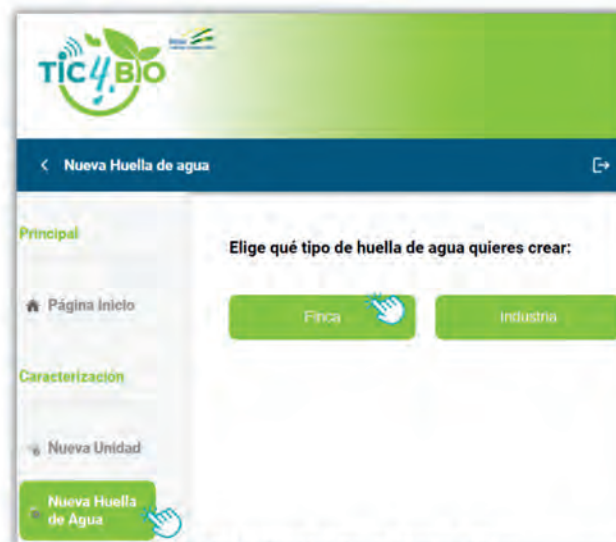 TIC4BIO
< Nueva Huella de agua
Principal
Elige qué tipo de huella de agua quieres crear:
Página Inicio
Finca
Industria
Caracterización
Nueva Unidad
Nueva Huella
de Agua